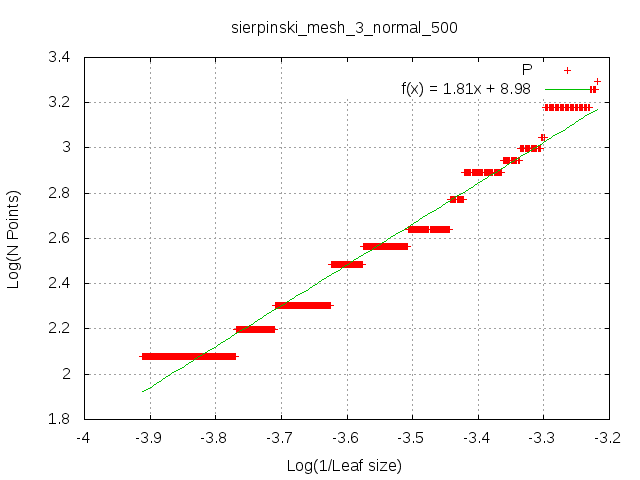 sierpinski_mesh_3_normal_500
P
f(x) = 1.81x + 8.98
3.4
3.2
3
2.8
2.6
2.4
2.2
2
1.8
Log(N Points)
-4 -3.9 -3.8 -3.7 -3.6 -3.5 -3.4 -3.3 -3.2
Log(1/Leaf size)